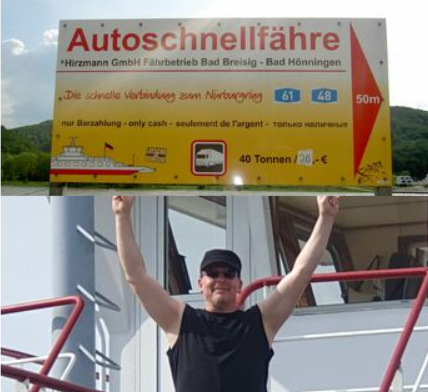 Autoschnellfähre
*Hirzmann GmbH Fährbetrieb Bad Breisig - Bad Hönningen
Die schnelle Verbindung zum Nürburgring 61 48
50m
nur Barzahlung - only cash - seulement de l'argent - только наличные
40 Tonnen / 20,- €